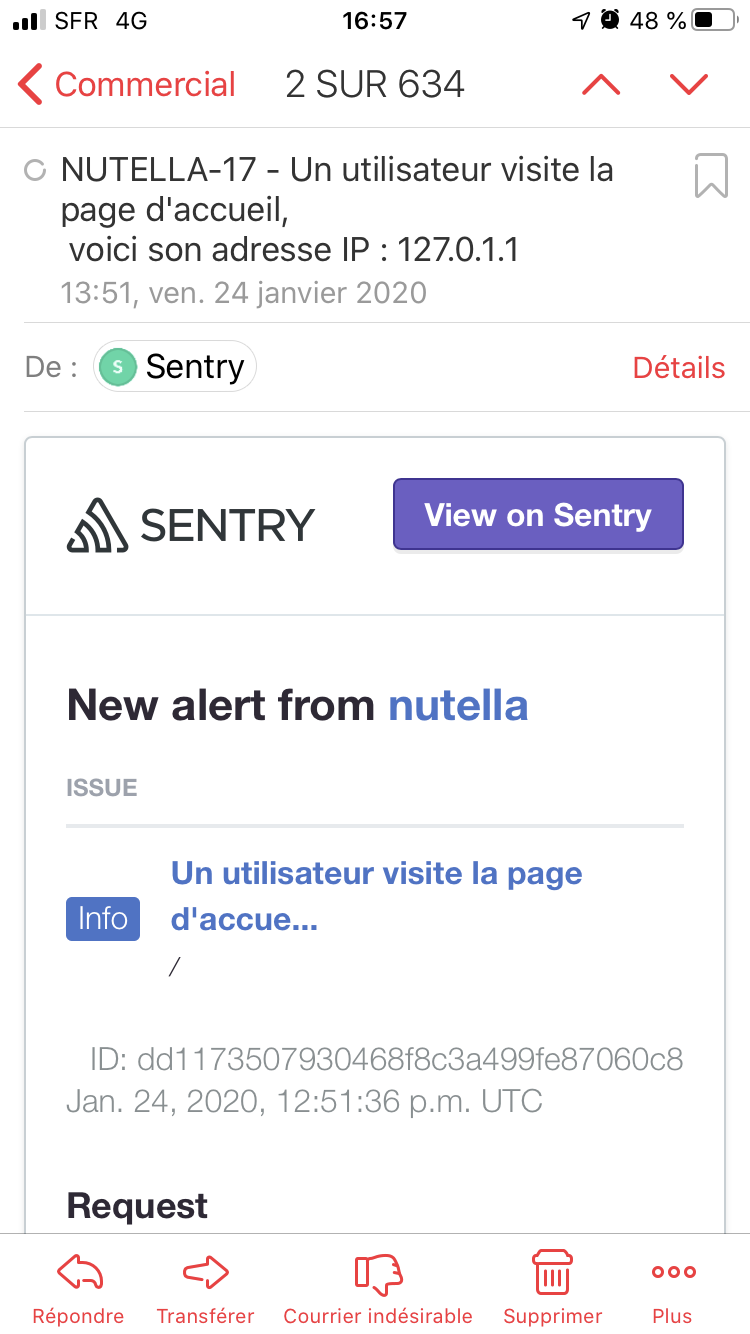 SFR 4G 16:57 48 %
Commercial 2 SUR 634
NUTELLA-17 - Un utilisateur visite la
page d'accueil,
voici son adresse IP : 127.0.1.1
13:51, ven. 24 janvier 2020
De : S Sentry Détails
SENTRY View on Sentry
New alert from nutella
ISSUE
Un utilisateur visite la page
Info d'accue...
/
ID: dd1173507930468f8c3a499fe87060c8
Jan. 24, 2020, 12:51:36 p.m. UTC
Request
Répondre Transférer Courrier indésirable Supprimer Plus